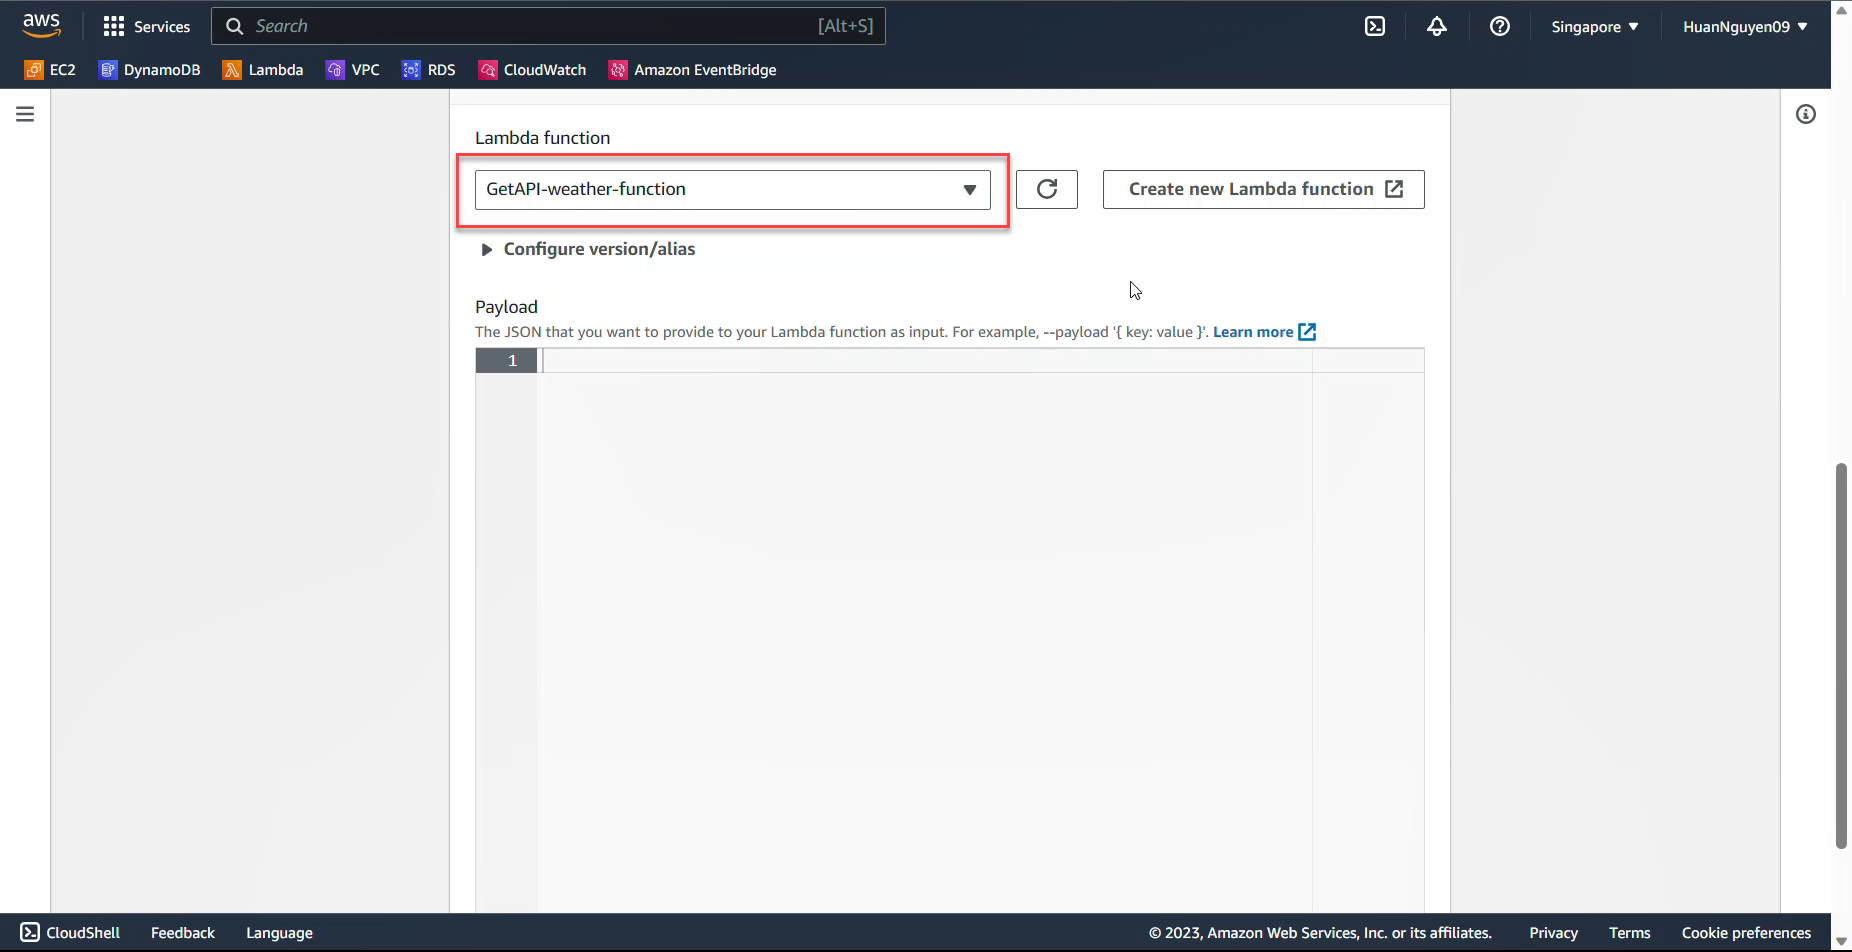 aws
Services
Search
[Alt+S]
Singapore
HuanNguyen09
EC2
DynamoDB
Lambda
VPC
RDS
CloudWatch
Amazon EventBridge
Lambda function
GetAPI-weather-function
Create new Lambda function
Configure version/alias
Payload
The JSON that you want to provide to your Lambda function as input. For example, --payload '{ key: value }'. Learn more
1
CloudShell
Feedback
Language
© 2023, Amazon Web Services, Inc. or its affiliates.
Privacy
Terms
Cookie preferences